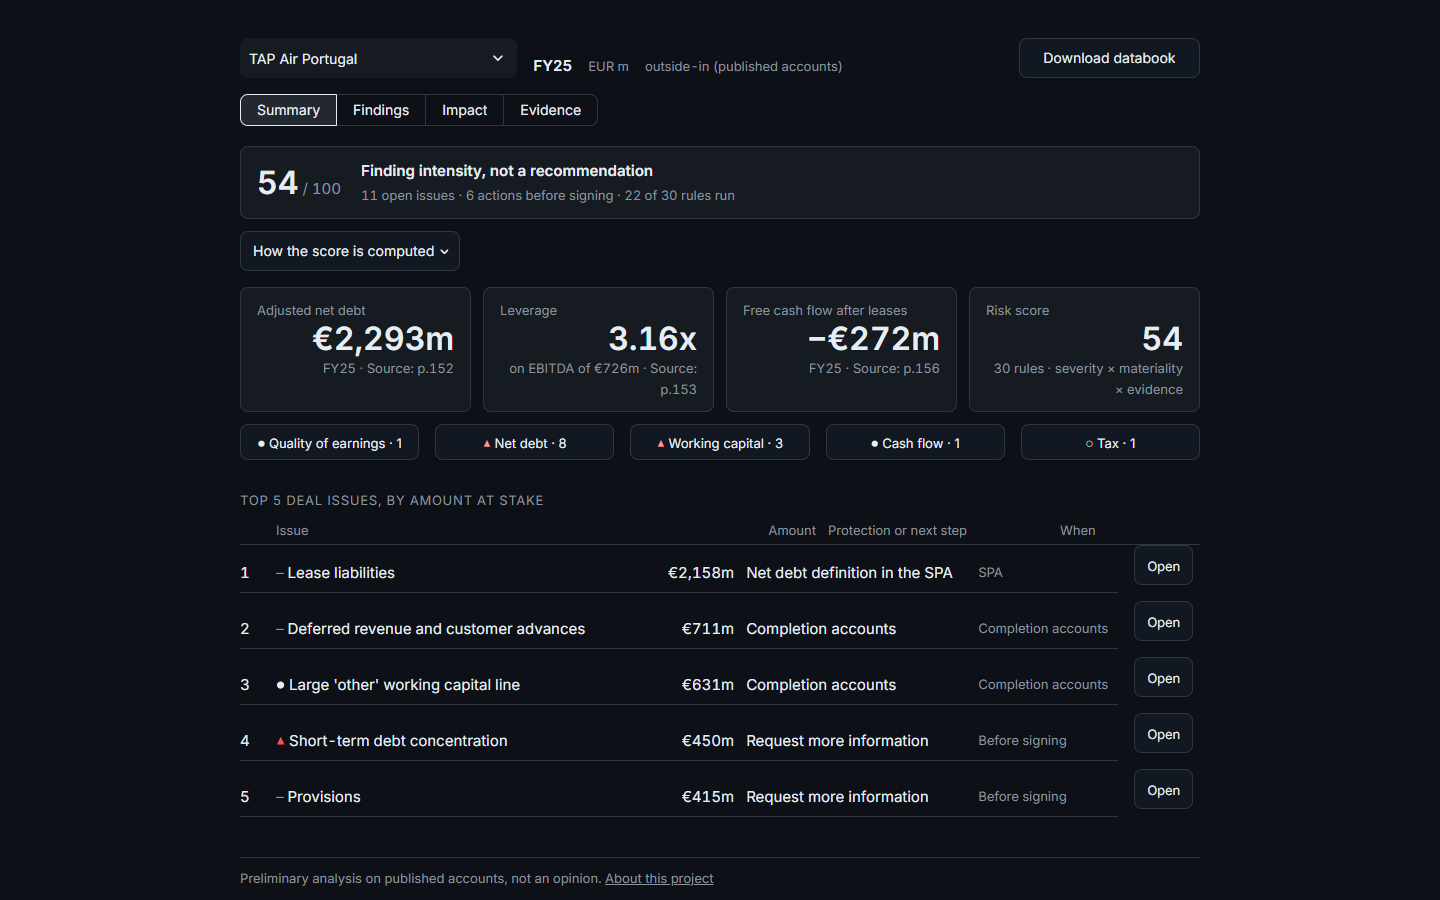 TAP Air Portugal
FY25 EUR m outside-in (published accounts)
Download databook
Summary Findings Impact Evidence
54 / 100
Finding intensity, not a recommendation
11 open issues · 6 actions before signing · 22 of 30 rules run
How the score is computed
Adjusted net debt
€2,293m
FY25 · Source: p.152
Leverage
3.16x
on EBITDA of €726m · Source:
p.153
Free cash flow after leases
−€272m
FY25 · Source: p.156
Risk score
54
30 rules · severity × materiality
× evidence
● Quality of earnings · 1
▲ Net debt · 8
▲ Working capital · 3
● Cash flow · 1
○ Tax · 1
TOP 5 DEAL ISSUES, BY AMOUNT AT STAKE
Issue Amount Protection or next step When
1 – Lease liabilities €2,158m Net debt definition in the SPA SPA Open
2 – Deferred revenue and customer advances €711m Completion accounts Completion accounts Open
3 ● Large 'other' working capital line €631m Completion accounts Completion accounts Open
4 ▲ Short-term debt concentration €450m Request more information Before signing Open
5 – Provisions €415m Request more information Before signing Open
Preliminary analysis on published accounts, not an opinion. About this project